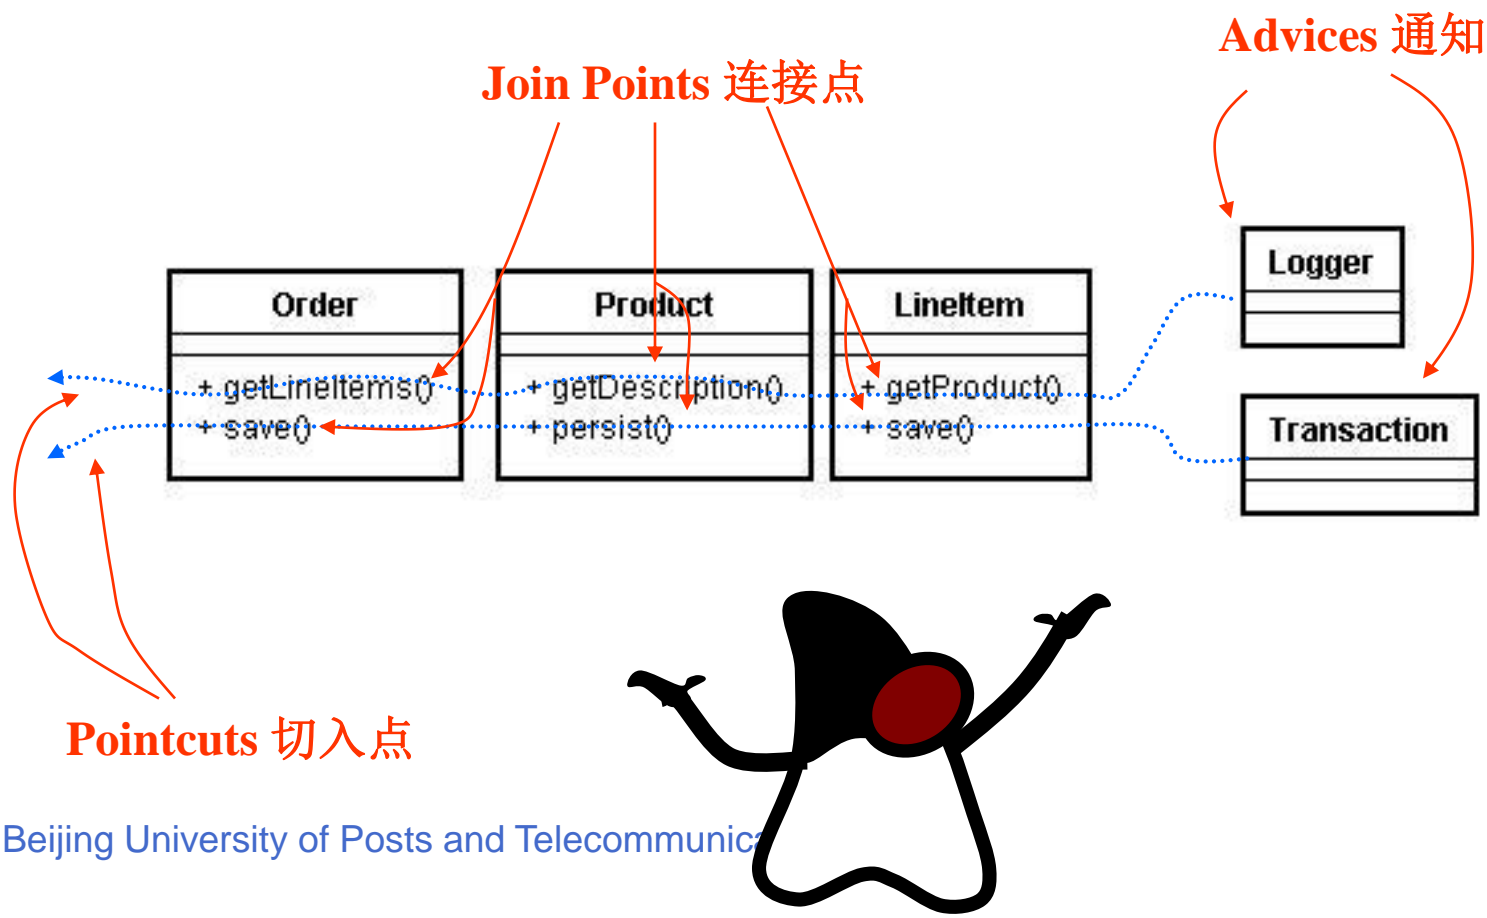 Advices 通知
Join Points 连接点
Order
+ getLineItems()
+ save()
Product
+ getDescription()
+ persist()
LineItem
+ getProduct()
+ save()
Logger
Transaction
Pointcuts 切入点
Beijing University of Posts and